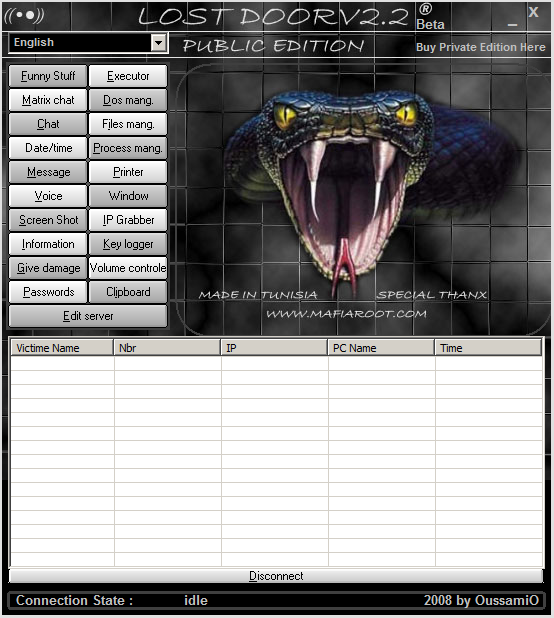 ((••)) LOST DOORV2.2 ® Beta
_ X
English
PUBLIC EDITION
Buy Private Edition Here
Funny Stuff Executor
Matrix chat Dos mang.
Chat Files mang.
Date/time Process mang.
Message Printer
Voice Window
Screen Shot IP Grabber
Information Key logger
Give damage Volume controle
Passwords Clipboard
Edit server
MADE IN TUNISIA SPECIAL THANX
WWW.MAFIAROOT.COM
Victime Name Nbr IP PC Name Time
Disconnect
Connection State : idle 2008 by OussamiO